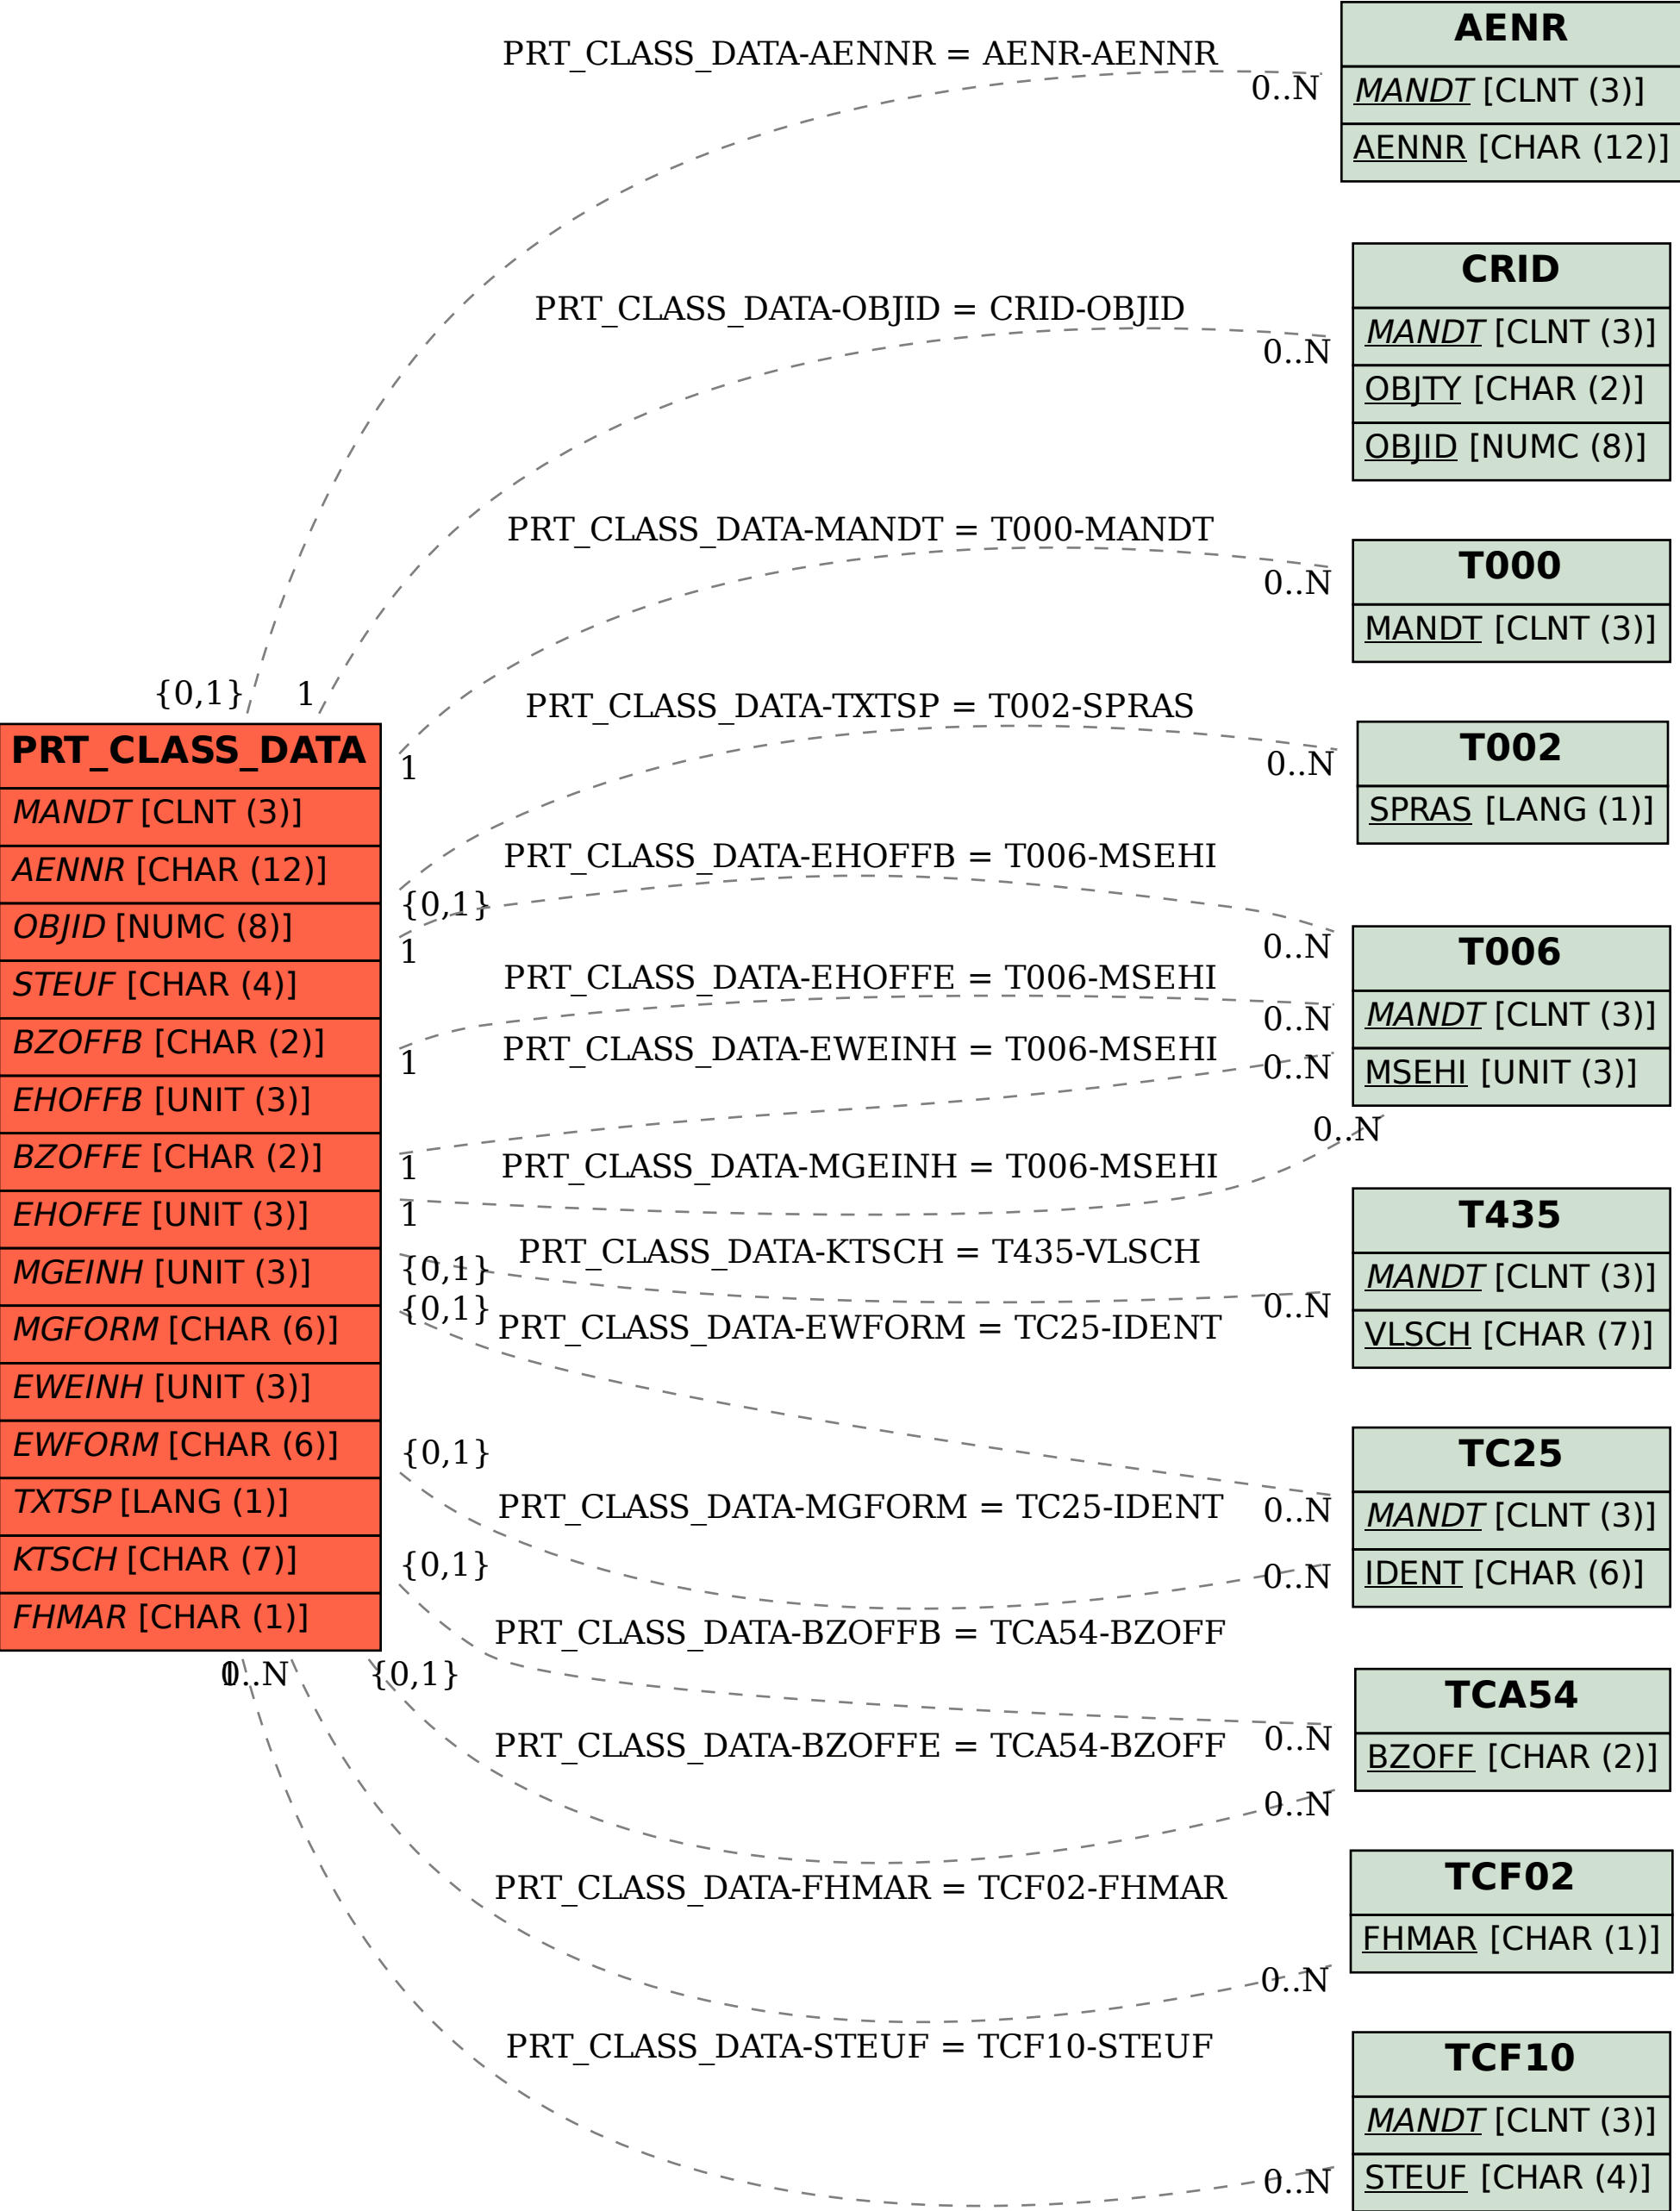 AENR
PRT_CLASS_DATA-AENNR = AENR-AENNR
0..N
MANDT [CLNT (3)]
AENNR [CHAR (12)]
CRID
PRT_CLASS_DATA-OBJID = CRID-OBJID
0..N
MANDT [CLNT (3)]
OBJTY [CHAR (2)]
OBJID [NUMC (8)]
PRT_CLASS_DATA-MANDT = T000-MANDT
0..N
T000
MANDT [CLNT (3)]
{0,1}
1
PRT_CLASS_DATA-TXTSP = T002-SPRAS
0..N
T002
SPRAS [LANG (1)]
PRT_CLASS_DATA
1
MANDT [CLNT (3)]
AENNR [CHAR (12)]
OBJID [NUMC (8)]
STEUF [CHAR (4)]
BZOFFB [CHAR (2)]
EHOFFB [UNIT (3)]
BZOFFE [CHAR (2)]
EHOFFE [UNIT (3)]
MGEINH [UNIT (3)]
MGFORM [CHAR (6)]
EWEINH [UNIT (3)]
EWFORM [CHAR (6)]
TXTSP [LANG (1)]
KTSCH [CHAR (7)]
FHMAR [CHAR (1)]
PRT_CLASS_DATA-EHOFFB = T006-MSEHI
{0,1}
1
0..N
PRT_CLASS_DATA-EHOFFE = T006-MSEHI
0..N
1
PRT_CLASS_DATA-EWEINH = T006-MSEHI
0..N
T006
MANDT [CLNT (3)]
MSEHI [UNIT (3)]
0..N
1
PRT_CLASS_DATA-MGEINH = T006-MSEHI
1
PRT_CLASS_DATA-KTSCH = T435-VLSCH
{0,1}
0..N
T435
MANDT [CLNT (3)]
VLSCH [CHAR (7)]
{0,1}
PRT_CLASS_DATA-EWFORM = TC25-IDENT
{0,1}
PRT_CLASS_DATA-MGFORM = TC25-IDENT
0..N
TC25
MANDT [CLNT (3)]
IDENT [CHAR (6)]
{0,1}
0..N
PRT_CLASS_DATA-BZOFFB = TCA54-BZOFF
1
0..N
{0,1}
0..N
TCA54
BZOFF [CHAR (2)]
PRT_CLASS_DATA-BZOFFE = TCA54-BZOFF
0..N
PRT_CLASS_DATA-FHMAR = TCF02-FHMAR
0..N
TCF02
FHMAR [CHAR (1)]
PRT_CLASS_DATA-STEUF = TCF10-STEUF
0..N
TCF10
MANDT [CLNT (3)]
STEUF [CHAR (4)]